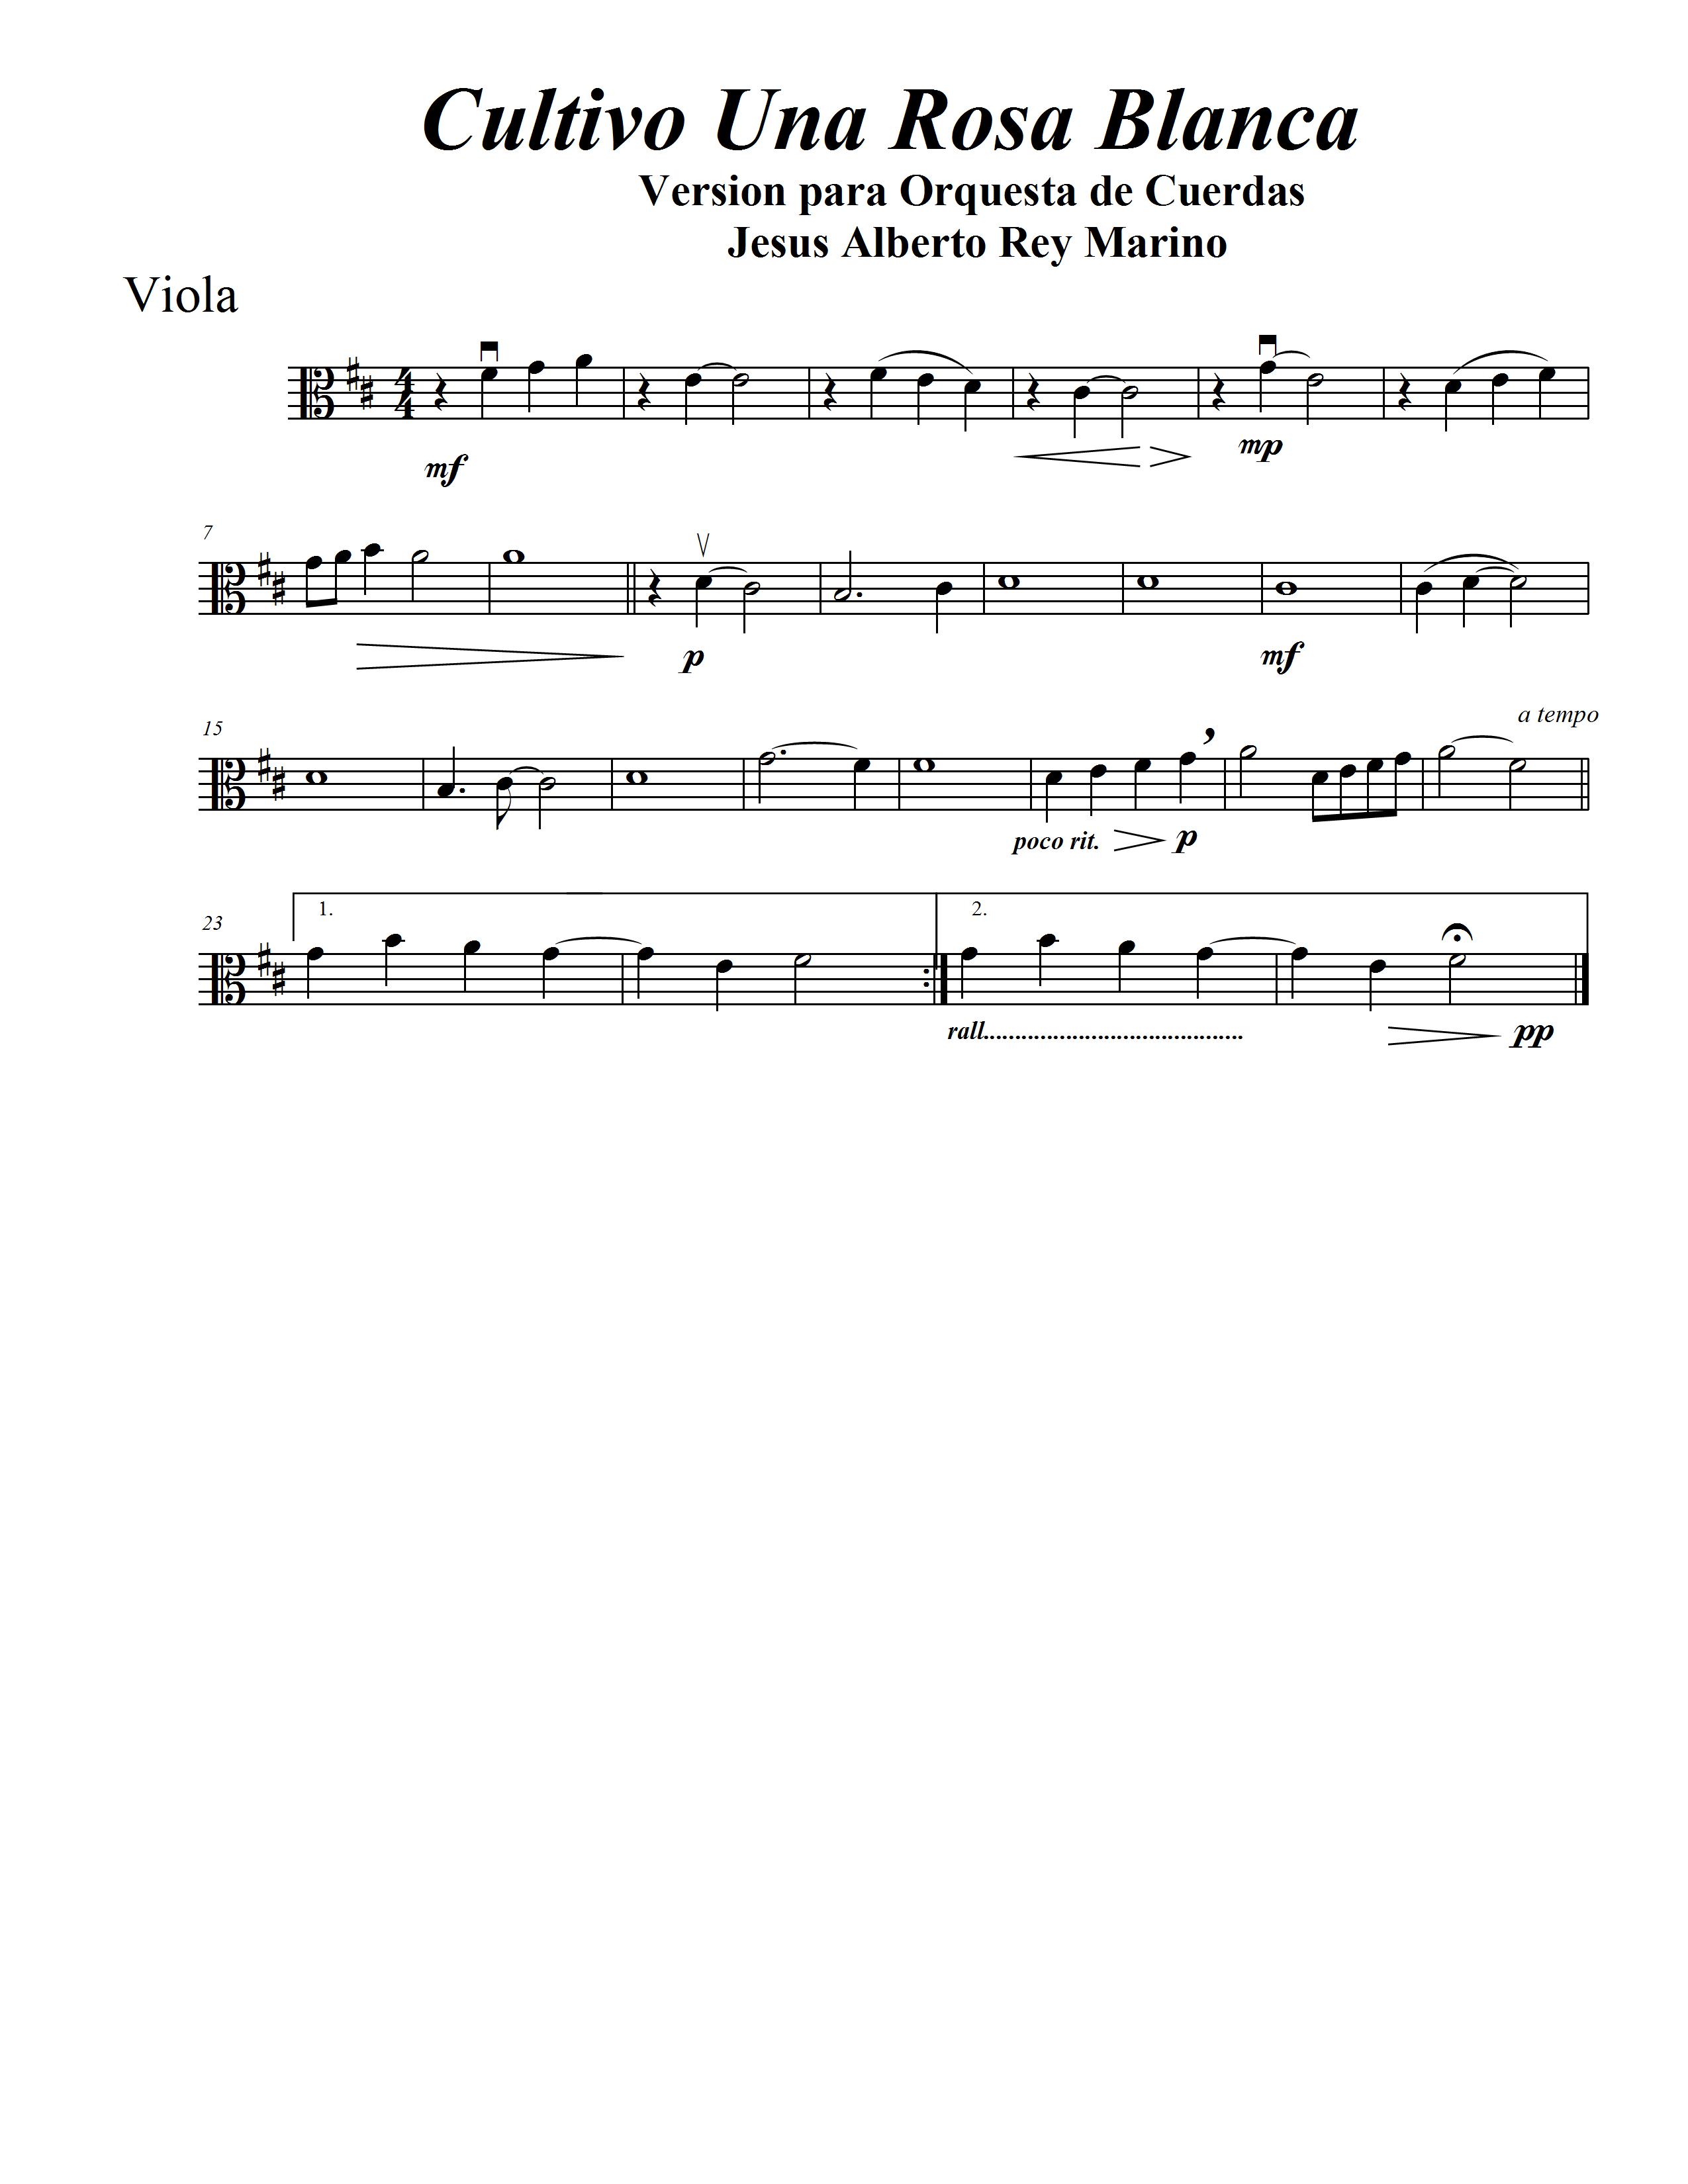 Cultivo Una Rosa Blanca
Version para Orquesta de Cuerdas
Jesus Alberto Rey Marino
Viola
4
4
mf
mp
7
p
mf
15
a tempo
poco rit.
p
23
1.
2.
rall.........................................
pp